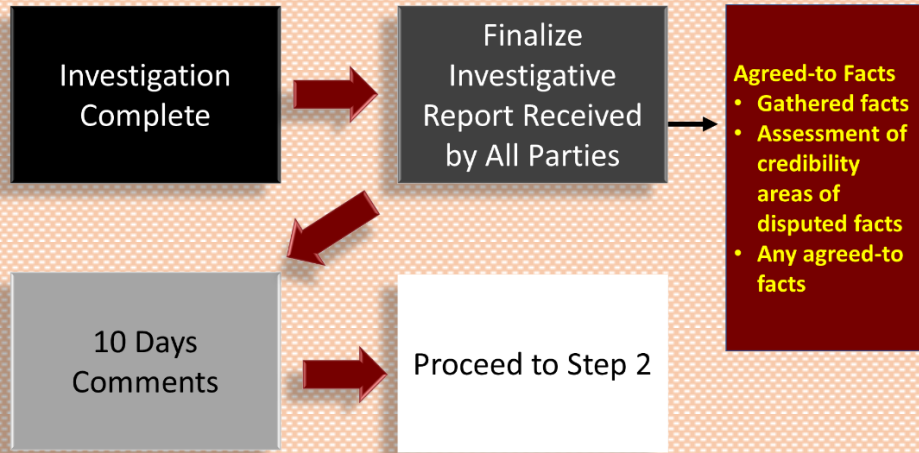 Investigation
Complete
Finalize
Investigative
Report Received
by All Parties
Agreed-to Facts
• Gathered facts
• Assessment of
credibility
areas of
disputed facts
• Any agreed-to
facts
10 Days
Comments
Proceed to Step 2